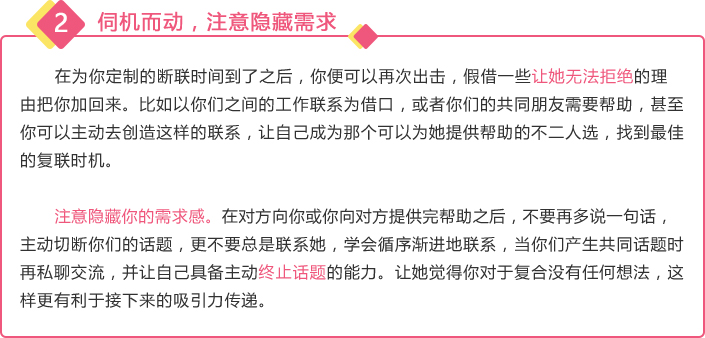 2 伺机而动，注意隐藏需求
在为你定制的断联时间到了之后，你便可以再次出击，假借一些让她无法拒绝的理
由把你加回来。比如以你们之间的工作联系为借口，或者你们的共同朋友需要帮助，甚至
你可以主动去创造这样的联系，让自己成为那个可以为她提供帮助的不二人选，找到最佳
的复联时机。
注意隐藏你的需求感。在对方向你或你向对方提供完帮助之后，不要再多说一句话，
主动切断你们的话题，更不要总是联系她，学会循序渐进地联系，当你们产生共同话题时
再私聊交流，并让自己具备主动终止话题的能力。让她觉得你对于复合没有任何想法，这
样更有利于接下来的吸引力传递。